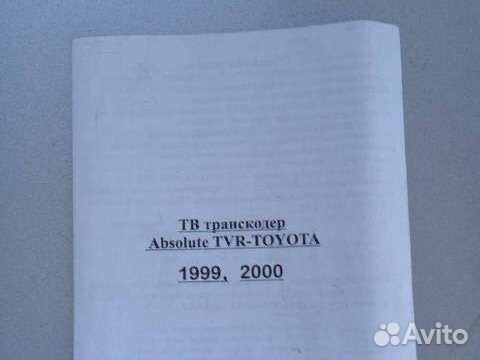 ТВ транскодер
Absolute TVR-TOYOTA
1999, 2000
Avito